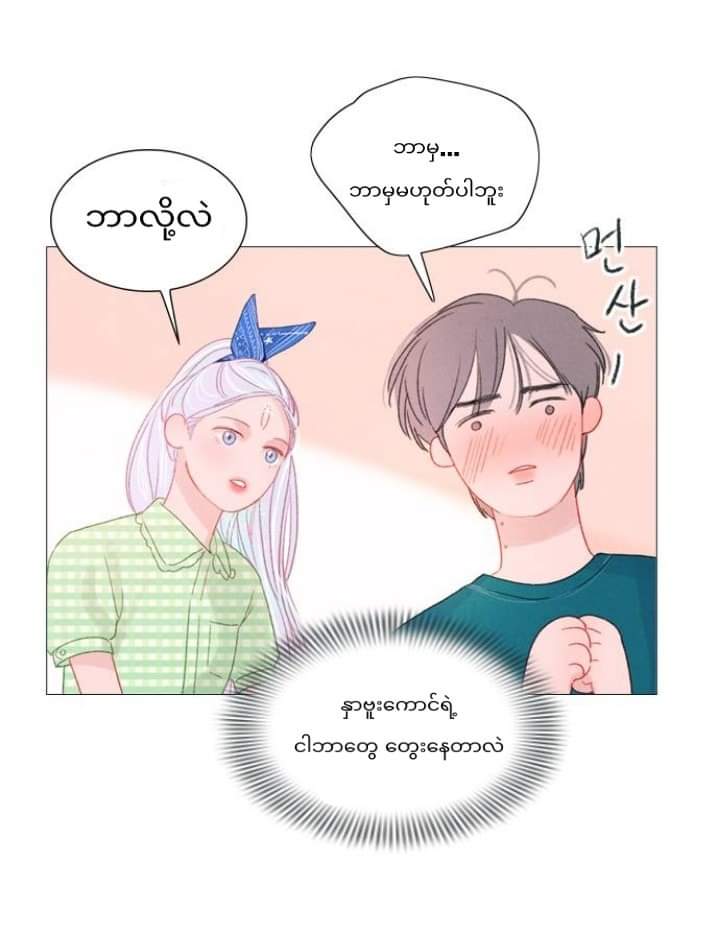 ဘာလို့လဲ
ဘာမှ...
ဘာမှမဟုတ်ပါဘူး
먼
산
နှာဗူးကောင်ရဲ့
ငါဘာတွေ တွေးနေတာလဲ